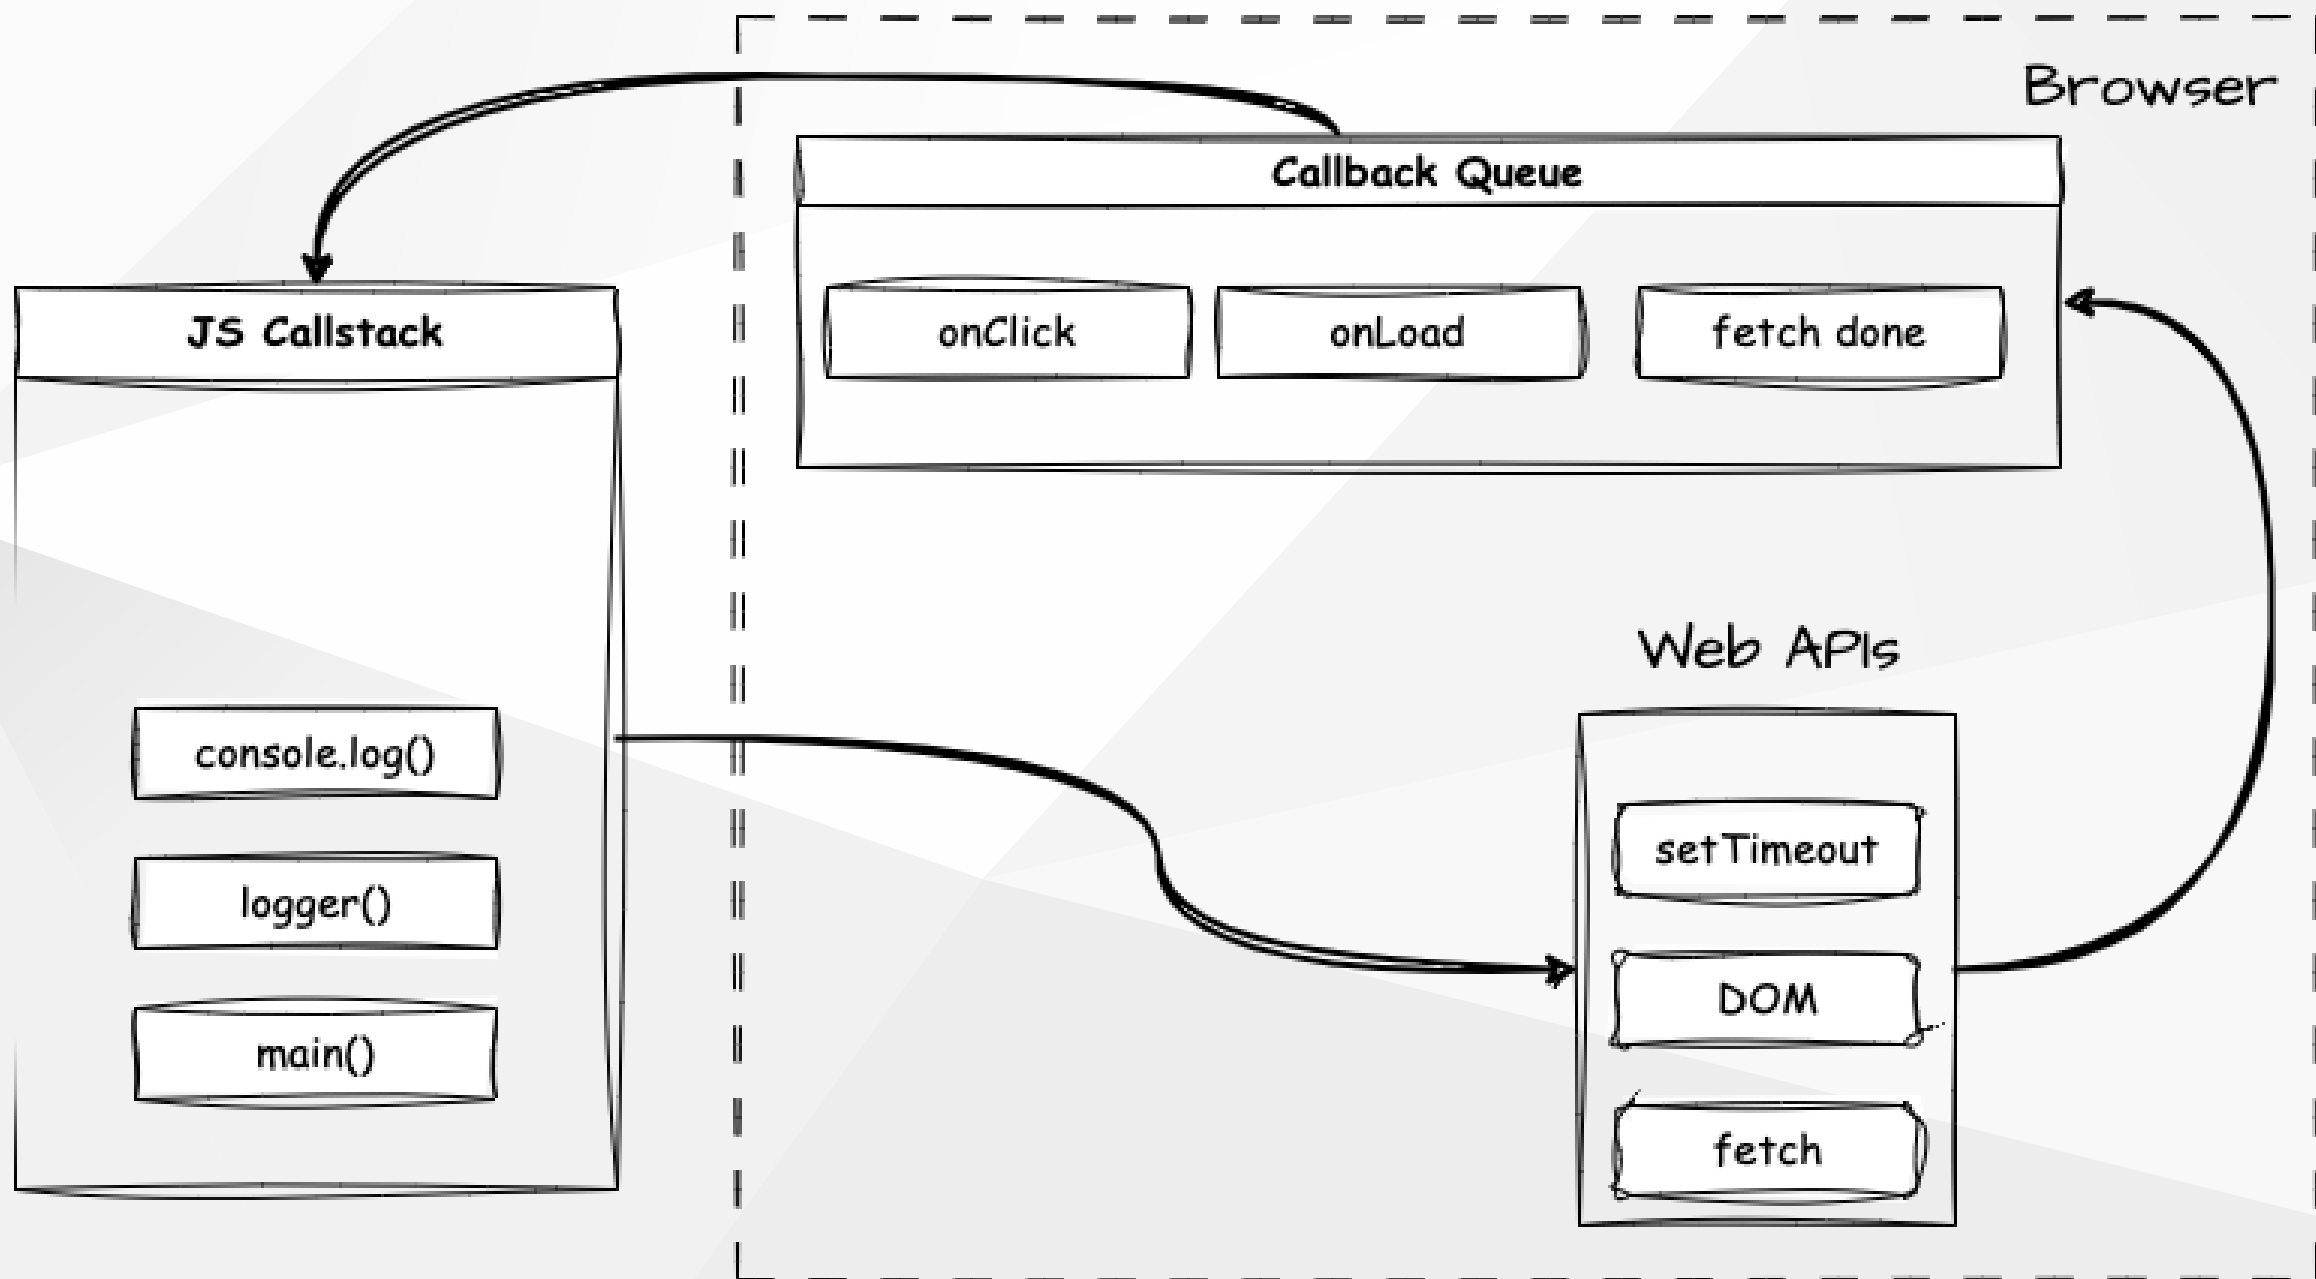 Browser
Callback Queue
onClick
onLoad
fetch done
JS Callstack
console.log()
logger()
main()
Web APIs
setTimeout
DOM
fetch